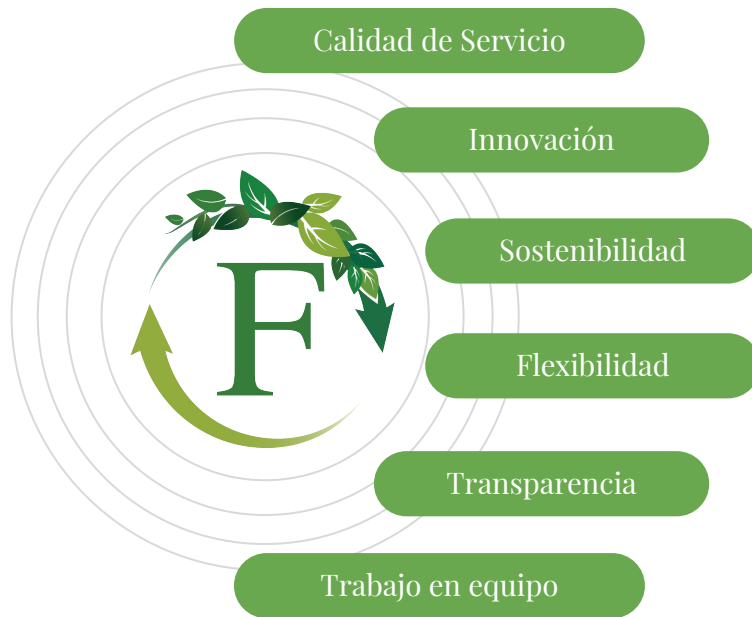 Calidad de Servicio
Innovación
Sostenibilidad
F
Flexibilidad
Transparencia
Trabajo en equipo